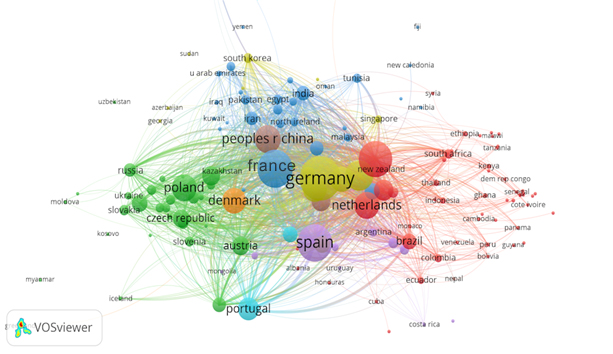 yemen
fiji
sudan
south korea
new caledonia
u arab emirates
tunisia
oman
india
syria
uzbekistan
azerbaijan
iraq
pakistan
egypt
namibia
georgia
kuwait
iran
north ireland
singapore
peoples r china
malaysia
ethiopia
malawi
tanzania
france
south africa
russia
kazakhstan
germany
new zealand
kenya
poland
thailand
dem rep congo
moldova
ukraine
denmark
netherlands
indonesia
ghana
senegal
slovakia
czech republic
cambodia
cote ivoire
kosovo
slovenia
austria
spain
argentina
monaco
brazil
venezuela
peru
panama
guyana
colombia
bolivia
mongolia
albania
uruguay
myanmar
honduras
ecuador
nepal
iceland
portugal
cuba
costa rica
VOSviewer